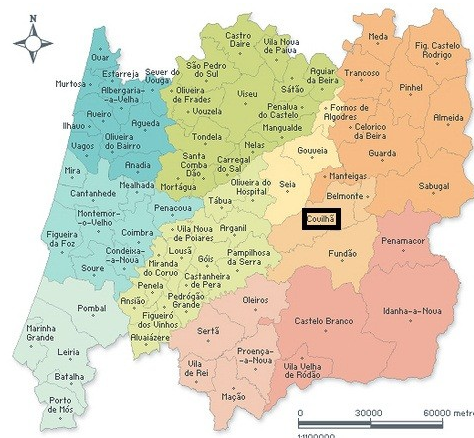 Castro
Daire
Vila Nova
de Paiva
Meda
Fig. Castelo
Rodrigo
Ovar
Estarreja
Sever do
Vouga
São Pedro
do Sul
Aguiar
da Beira
Trancoso
Murtosa
Albergaria-
-a-Velha
Oliveira
de Frades
Viseu
Sátão
Pinhel
Aveiro
Vouzela
Penalva
do Castelo
Fornos de
Algodres
Almeida
Ílhavo
Águeda
Mangualde
Celorico
da Beira
Oliveira
do Bairro
Tondela
Vagos
Nelas
Gouveia
Guarda
Anadia
Santa
Comba
Dão
Carregal
do Sal
Mira
Mealhada
Mortágua
Oliveira do
Hospital
Seia
Manteigas
Sabugal
Cantanhede
Penacova
Tábua
Belmonte
Montemor-
-o-Velho
Covilhã
Figueira
da Foz
Coimbra
Vila Nova
de Poiares
Arganil
Penamacor
Condeixa-
-a-Nova
Lousã
Pampilhosa
da Serra
Fundão
Soure
Miranda
do Corvo
Góis
Penela
Castanheira
de Pera
Pombal
Ansião
Pedrógão
Grande
Oleiros
Idanha-a-Nova
Figueiró
dos Vinhos
Castelo Branco
Marinha
Grande
Alvaiázere
Sertã
Leiria
Proença-
-a-Nova
Batalha
Vila
de Rei
Vila Velha
de Ródão
Porto
de Mós
Mação
0 30000 60000 metro
1:1100000